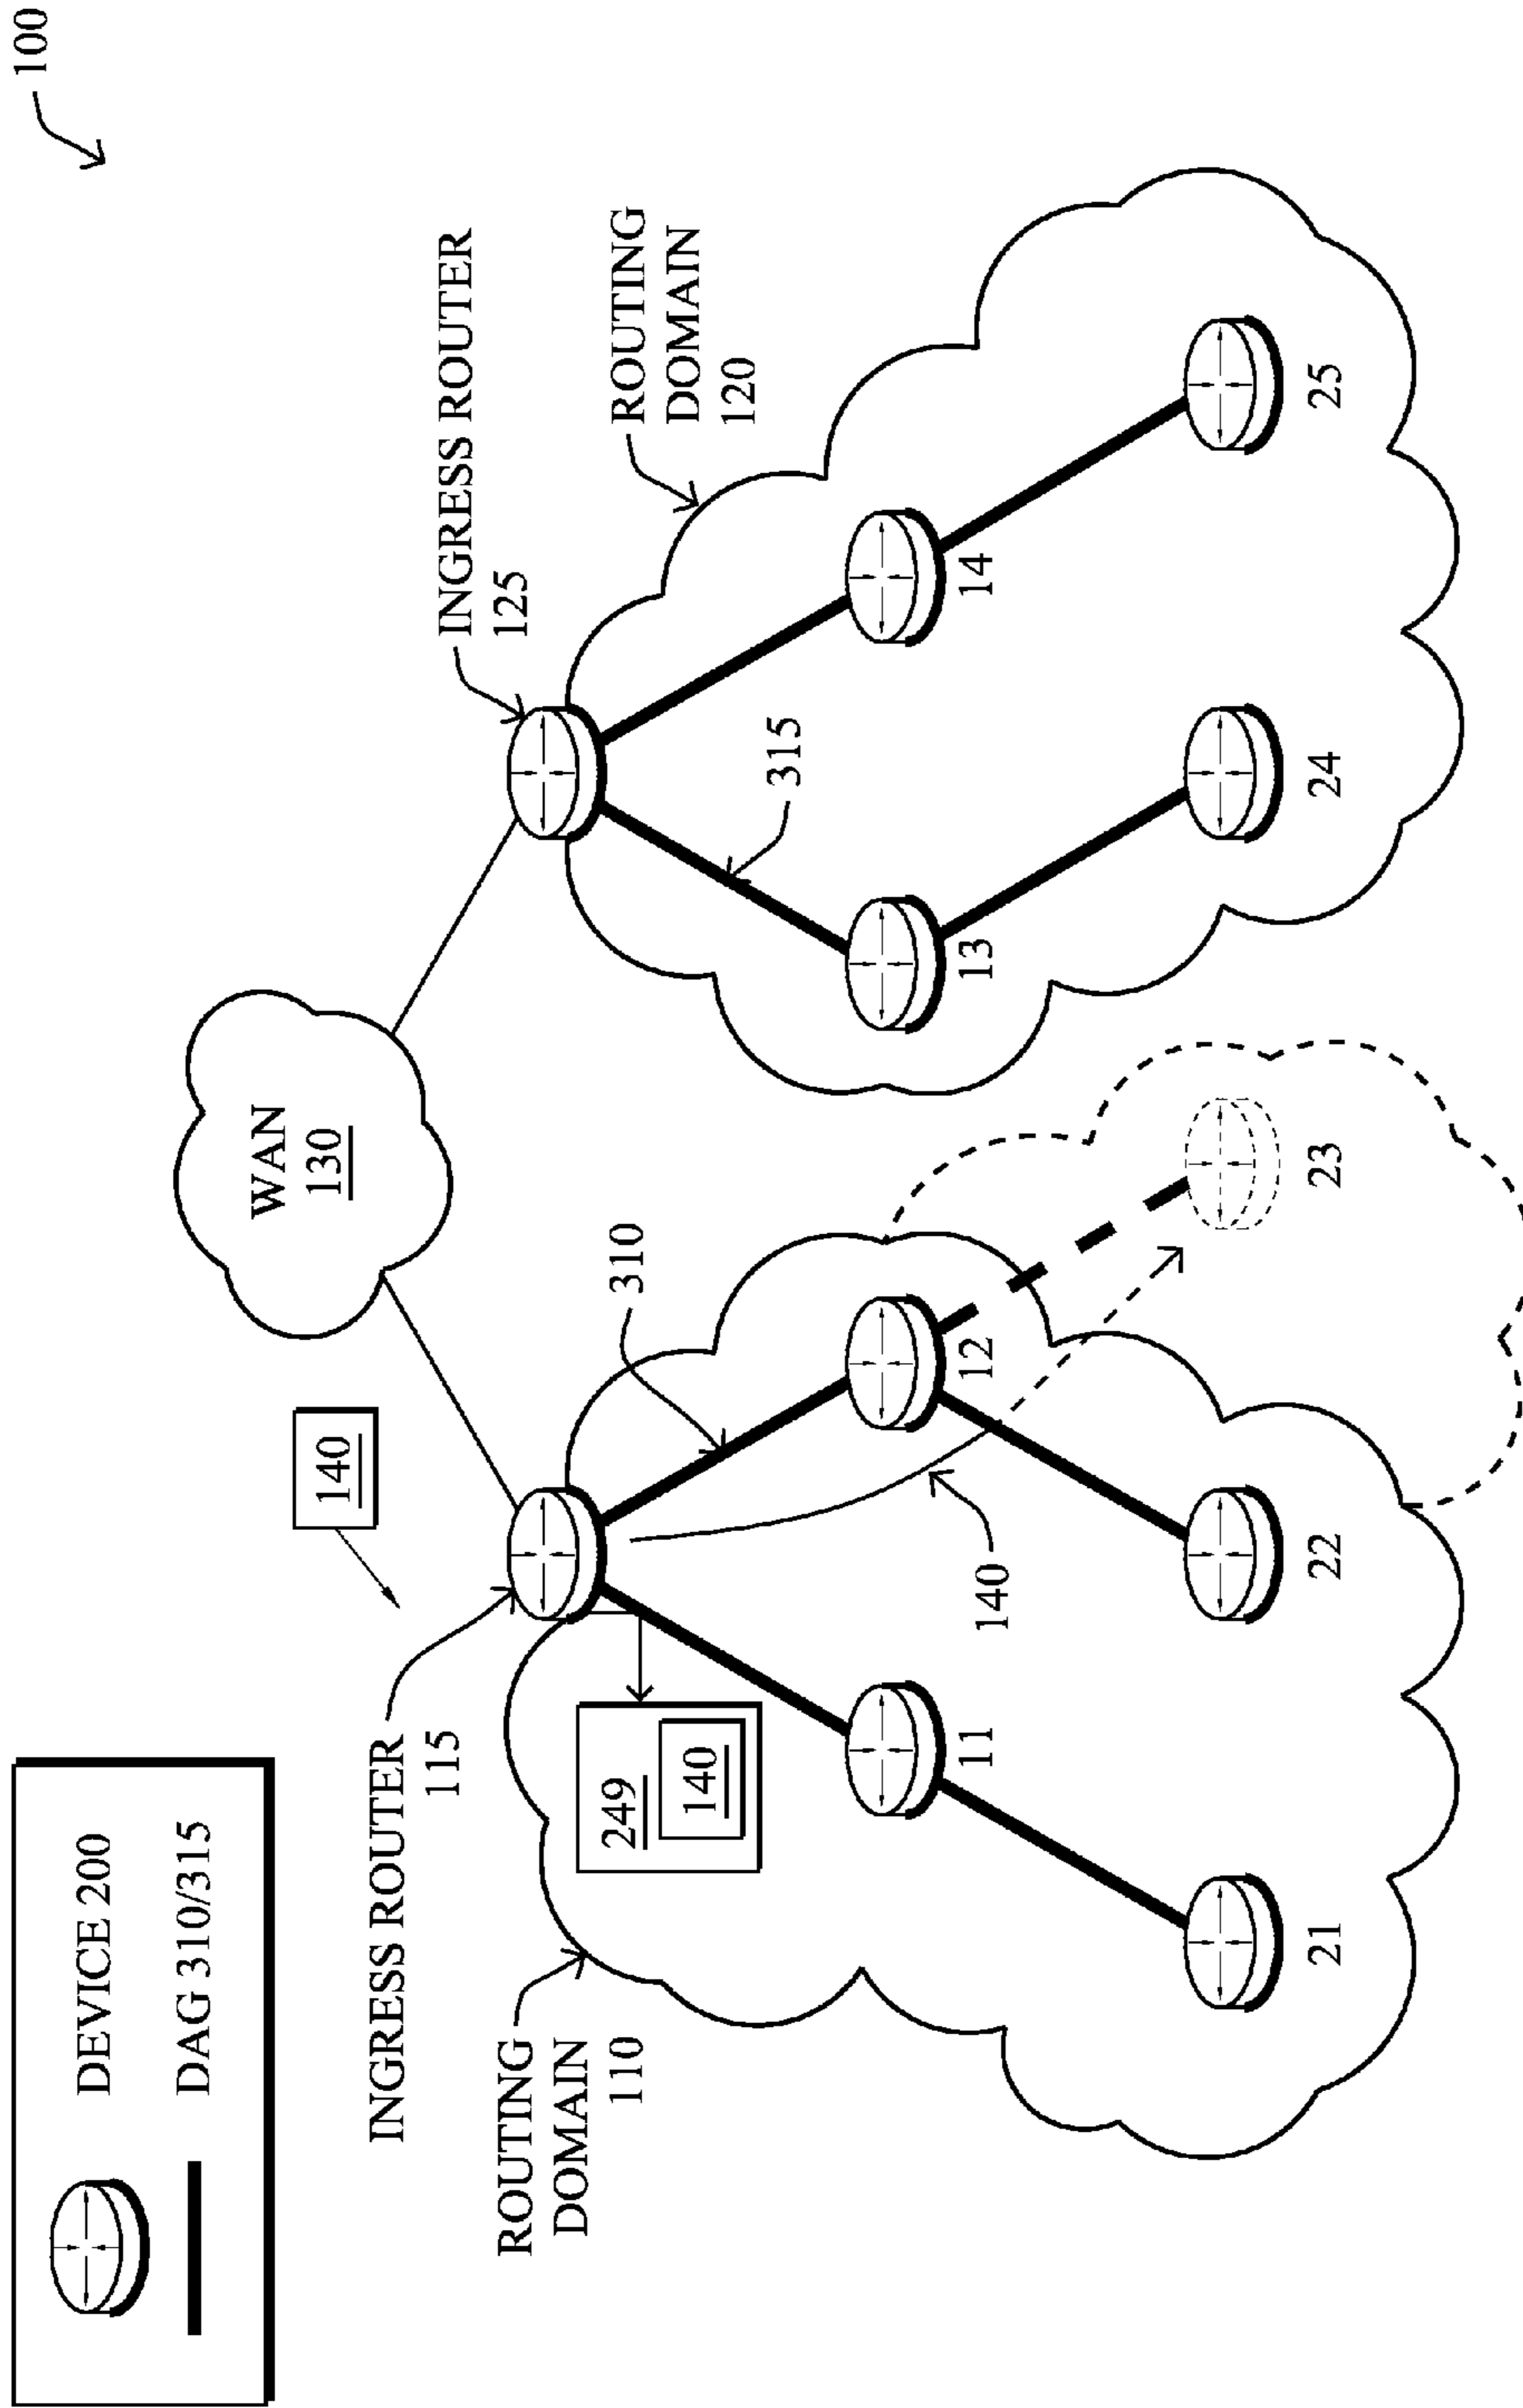 100
DEVICE 200
DAG 310/315
WAN
130
140
INGRESS ROUTER
115
INGRESS ROUTER
125
ROUTING
DOMAIN
110
ROUTING
DOMAIN
120
249
140
310
315
11
12
13
14
140
21
22
23
24
25